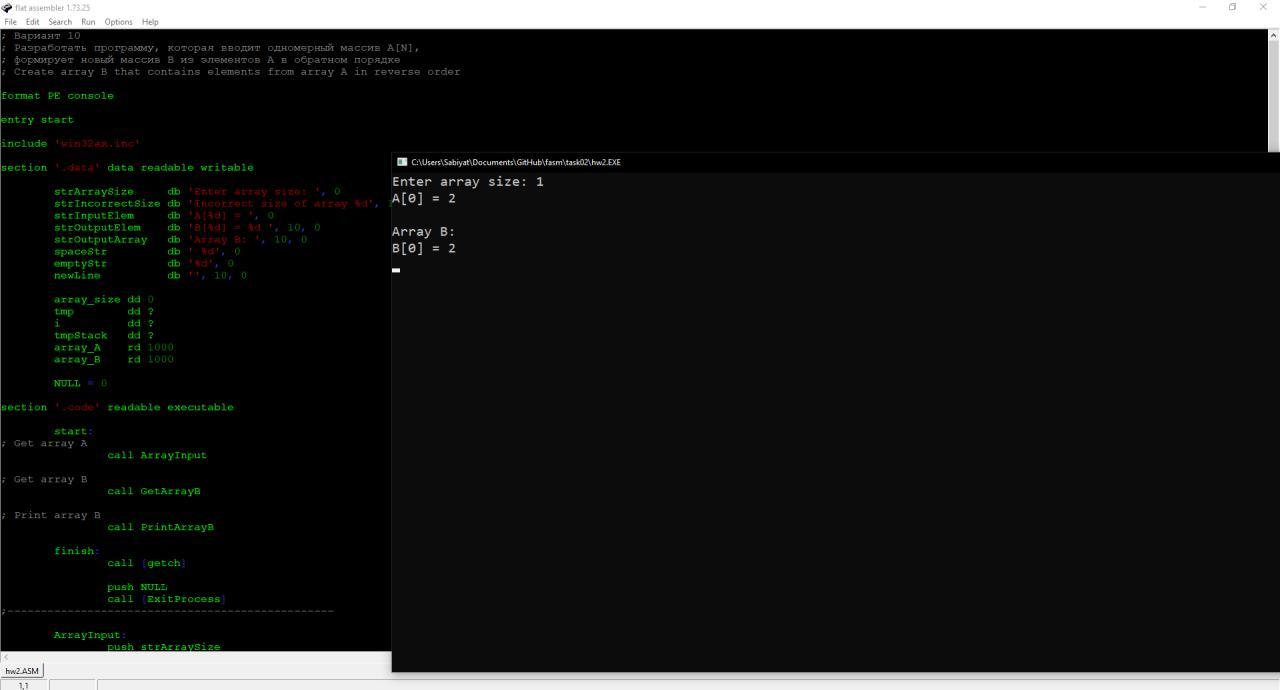 flat assembler 1.73.25
File Edit Search Run Options Help
; Вариант 10
; Разработать программу, которая вводит одномерный массив A[N],
; формирует новый массив B из элементов A в обратном порядке
; Create array B that contains elements from array A in reverse order
format PE console
entry start
include 'win32ax.inc'
section '.data' data readable writable
strArraySize db 'Enter array size: ', 0
strIncorrectSize db 'Incorrect size of array %d', 1
strInputElem db 'A[%d] = ', 0
strOutputElem db 'B[%d] = %d ', 10, 0
strOutputArray db 'Array B: ', 10, 0
spaceStr db ' %d', 0
emptyStr db '%d', 0
newLine db '', 10, 0
array_size dd 0
tmp dd ?
i dd ?
tmpStack dd ?
array_A rd 1000
array_B rd 1000
NULL = 0
section '.code' readable executable
start:
; Get array A
call ArrayInput
; Get array B
call GetArrayB
; Print array B
call PrintArrayB
finish:
call [getch]
push NULL
call [ExitProcess]
;-------------------------------------------------
ArrayInput:
push strArraySize
hw2.ASM
1,1
C:\Users\Sabiyat\Documents\GitHub\fasm\task02\hw2.EXE
Enter array size: 1
A[0] = 2
Array B:
B[0] = 2